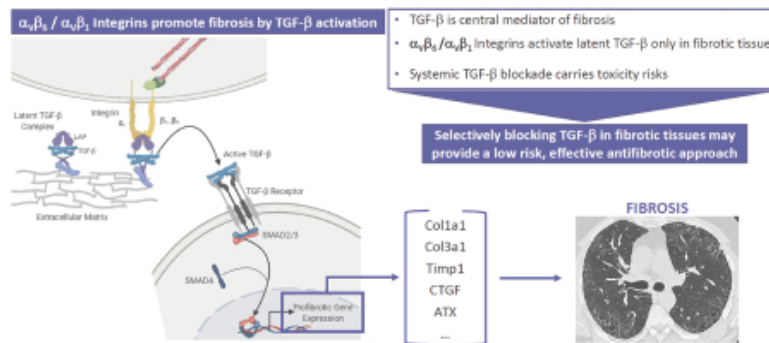 αvβ6 / αvβ1 Integrins promote fibrosis by TGF-β activation
• TGF-β is central mediator of fibrosis
• αvβ6 /αvβ1 Integrins activate latent TGF-β only in fibrotic tissue
• Systemic TGF-β blockade carries toxicity risks
Selectively blocking TGF-β in fibrotic tissues may
provide a low risk, effective antifibrotic approach
Latent TGF-β
Complex
LAP
TGF-β
Integrin
αv
Extracellular Matrix
Active TGF-β
TGF-β Receptor
SMAD2/3
SMAD4
Profibrotic Gene
Expression
Col1a1
Col3a1
Timp1
CTGF
ATX
...
FIBROSIS